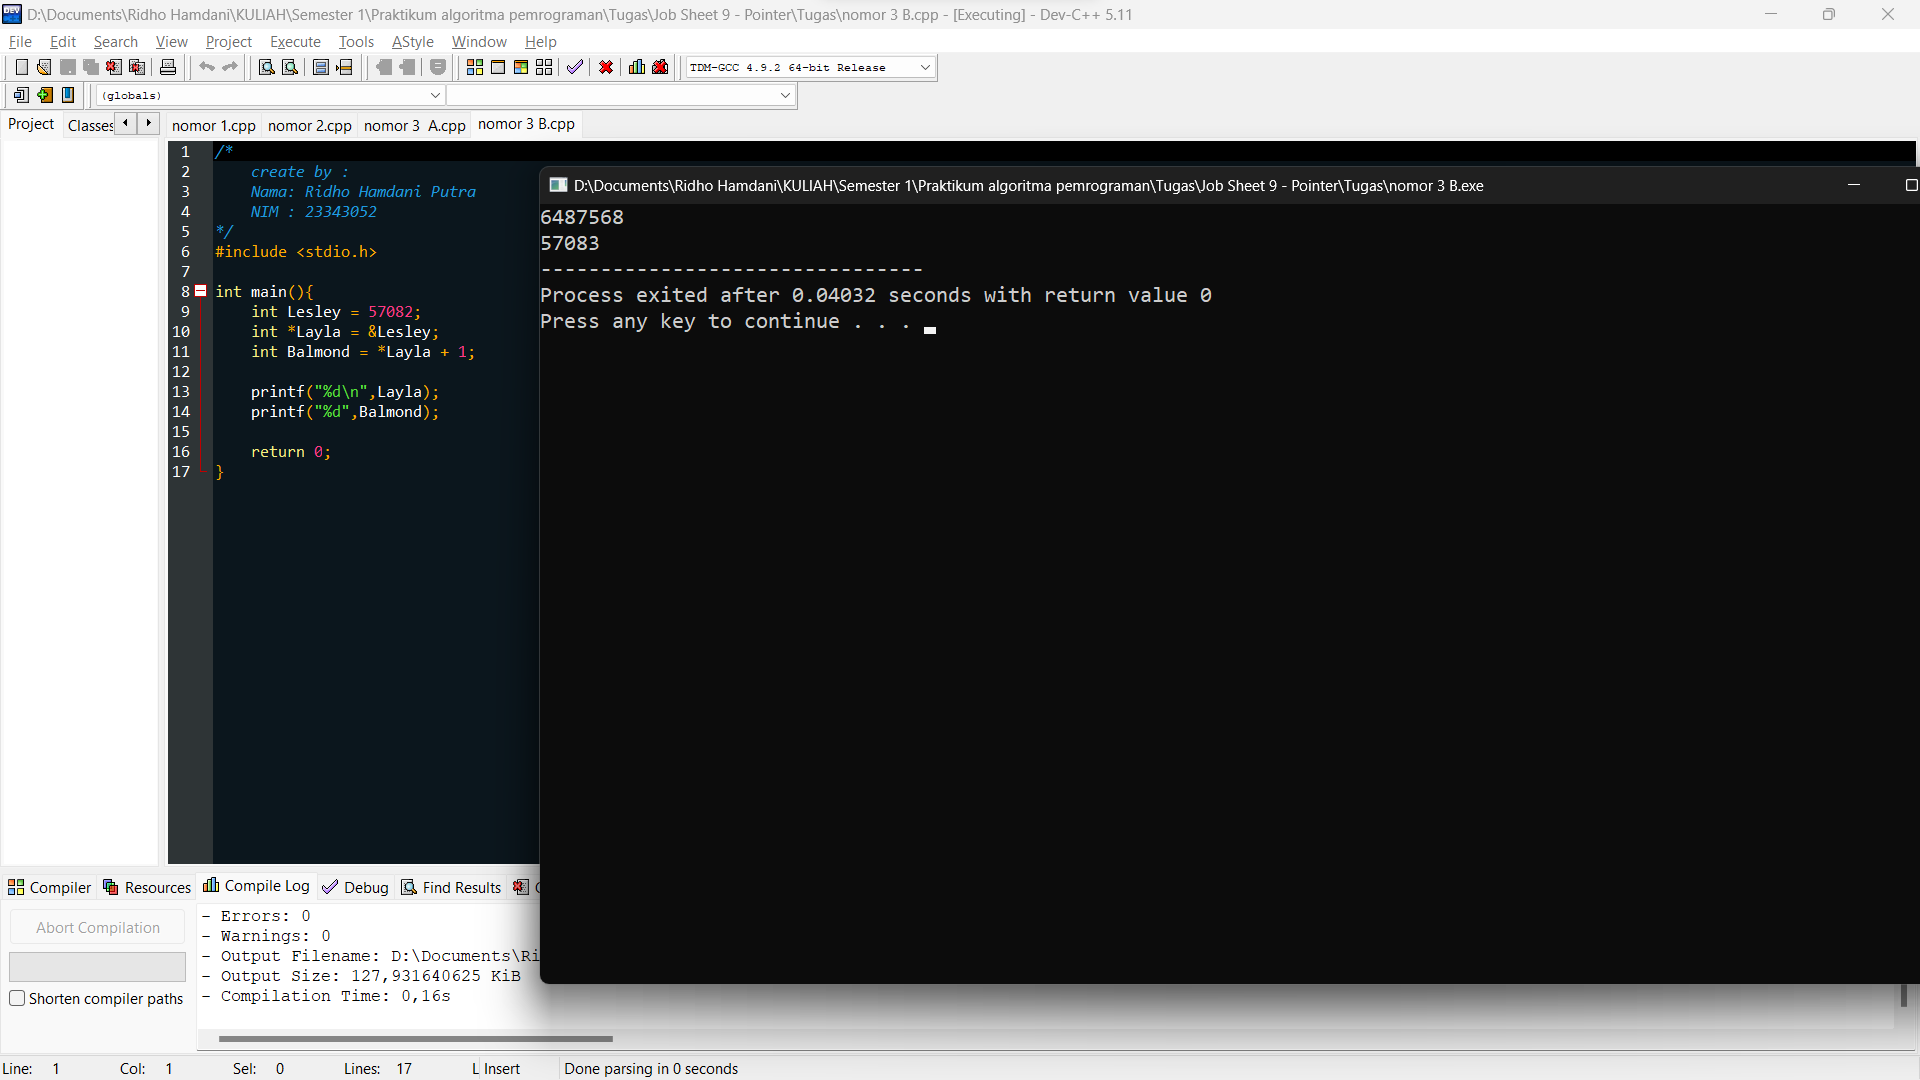 D:\Documents\Ridho Hamdani\KULIAH\Semester 1\Praktikum algoritma pemrograman\Tugas\Job Sheet 9 - Pointer\Tugas\nomor 3 B.cpp - [Executing] - Dev-C++ 5.11
File Edit Search View Project Execute Tools AStyle Window Help
TDM-GCC 4.9.2 64-bit Release
(globals)
Project Classes
nomor 1.cpp nomor 2.cpp nomor 3 A.cpp nomor 3 B.cpp
1 /*
2 create by :
3 Nama: Ridho Hamdani Putra
4 NIM : 23343052
5 */
6 #include <stdio.h>
7
8 int main(){
9 int Lesley = 57082;
10 int *Layla = &Lesley;
11 int Balmond = *Layla + 1;
12
13 printf("%d\n",Layla);
14 printf("%d",Balmond);
15
16 return 0;
17 }
D:\Documents\Ridho Hamdani\KULIAH\Semester 1\Praktikum algoritma pemrograman\Tugas\Job Sheet 9 - Pointer\Tugas\nomor 3 B.exe
6487568
57083
--------------------------------
Process exited after 0.04032 seconds with return value 0
Press any key to continue . . .
Compiler Resources Compile Log Debug Find Results
Abort Compilation
Shorten compiler paths
- Errors: 0
- Warnings: 0
- Output Filename: D:\Documents\Ri
- Output Size: 127,931640625 KiB
- Compilation Time: 0,16s
Line: 1 Col: 1 Sel: 0 Lines: 17 L Insert Done parsing in 0 seconds